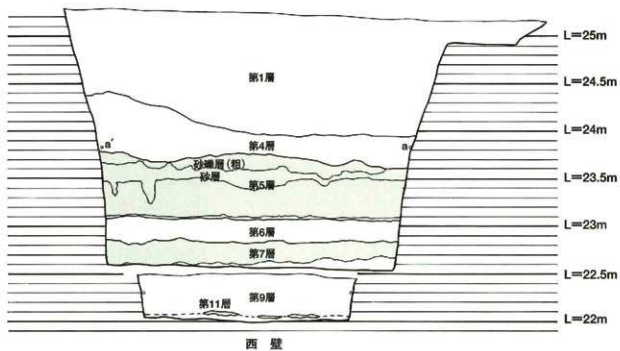 L=25m
第1層
L=24.5m
L=24m
第4層
a′
a
砂礫層(粗)
砂層
第5層
L=23.5m
L=23m
第6層
第7層
L=22.5m
第9層
第11層
L=22m
西 壁